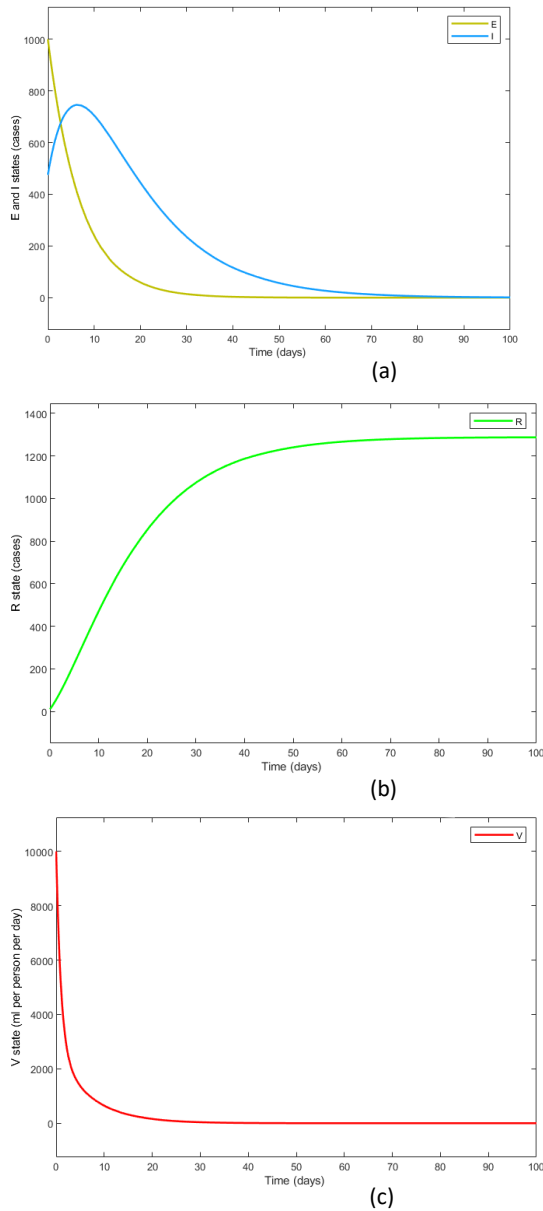 E
I
1000
800
600
400
200
0
E and I states (cases)
0 10 20 30 40 50 60 70 80 90 100
Time (days)
(a)
R
1400
1200
1000
800
600
400
200
0
R state (cases)
0 10 20 30 40 50 60 70 80 90 100
Time (days)
(b)
V
10000
8000
6000
4000
2000
0
V state (ml per person per day)
0 10 20 30 40 50 60 70 80 90 100
Time (days)
(c)